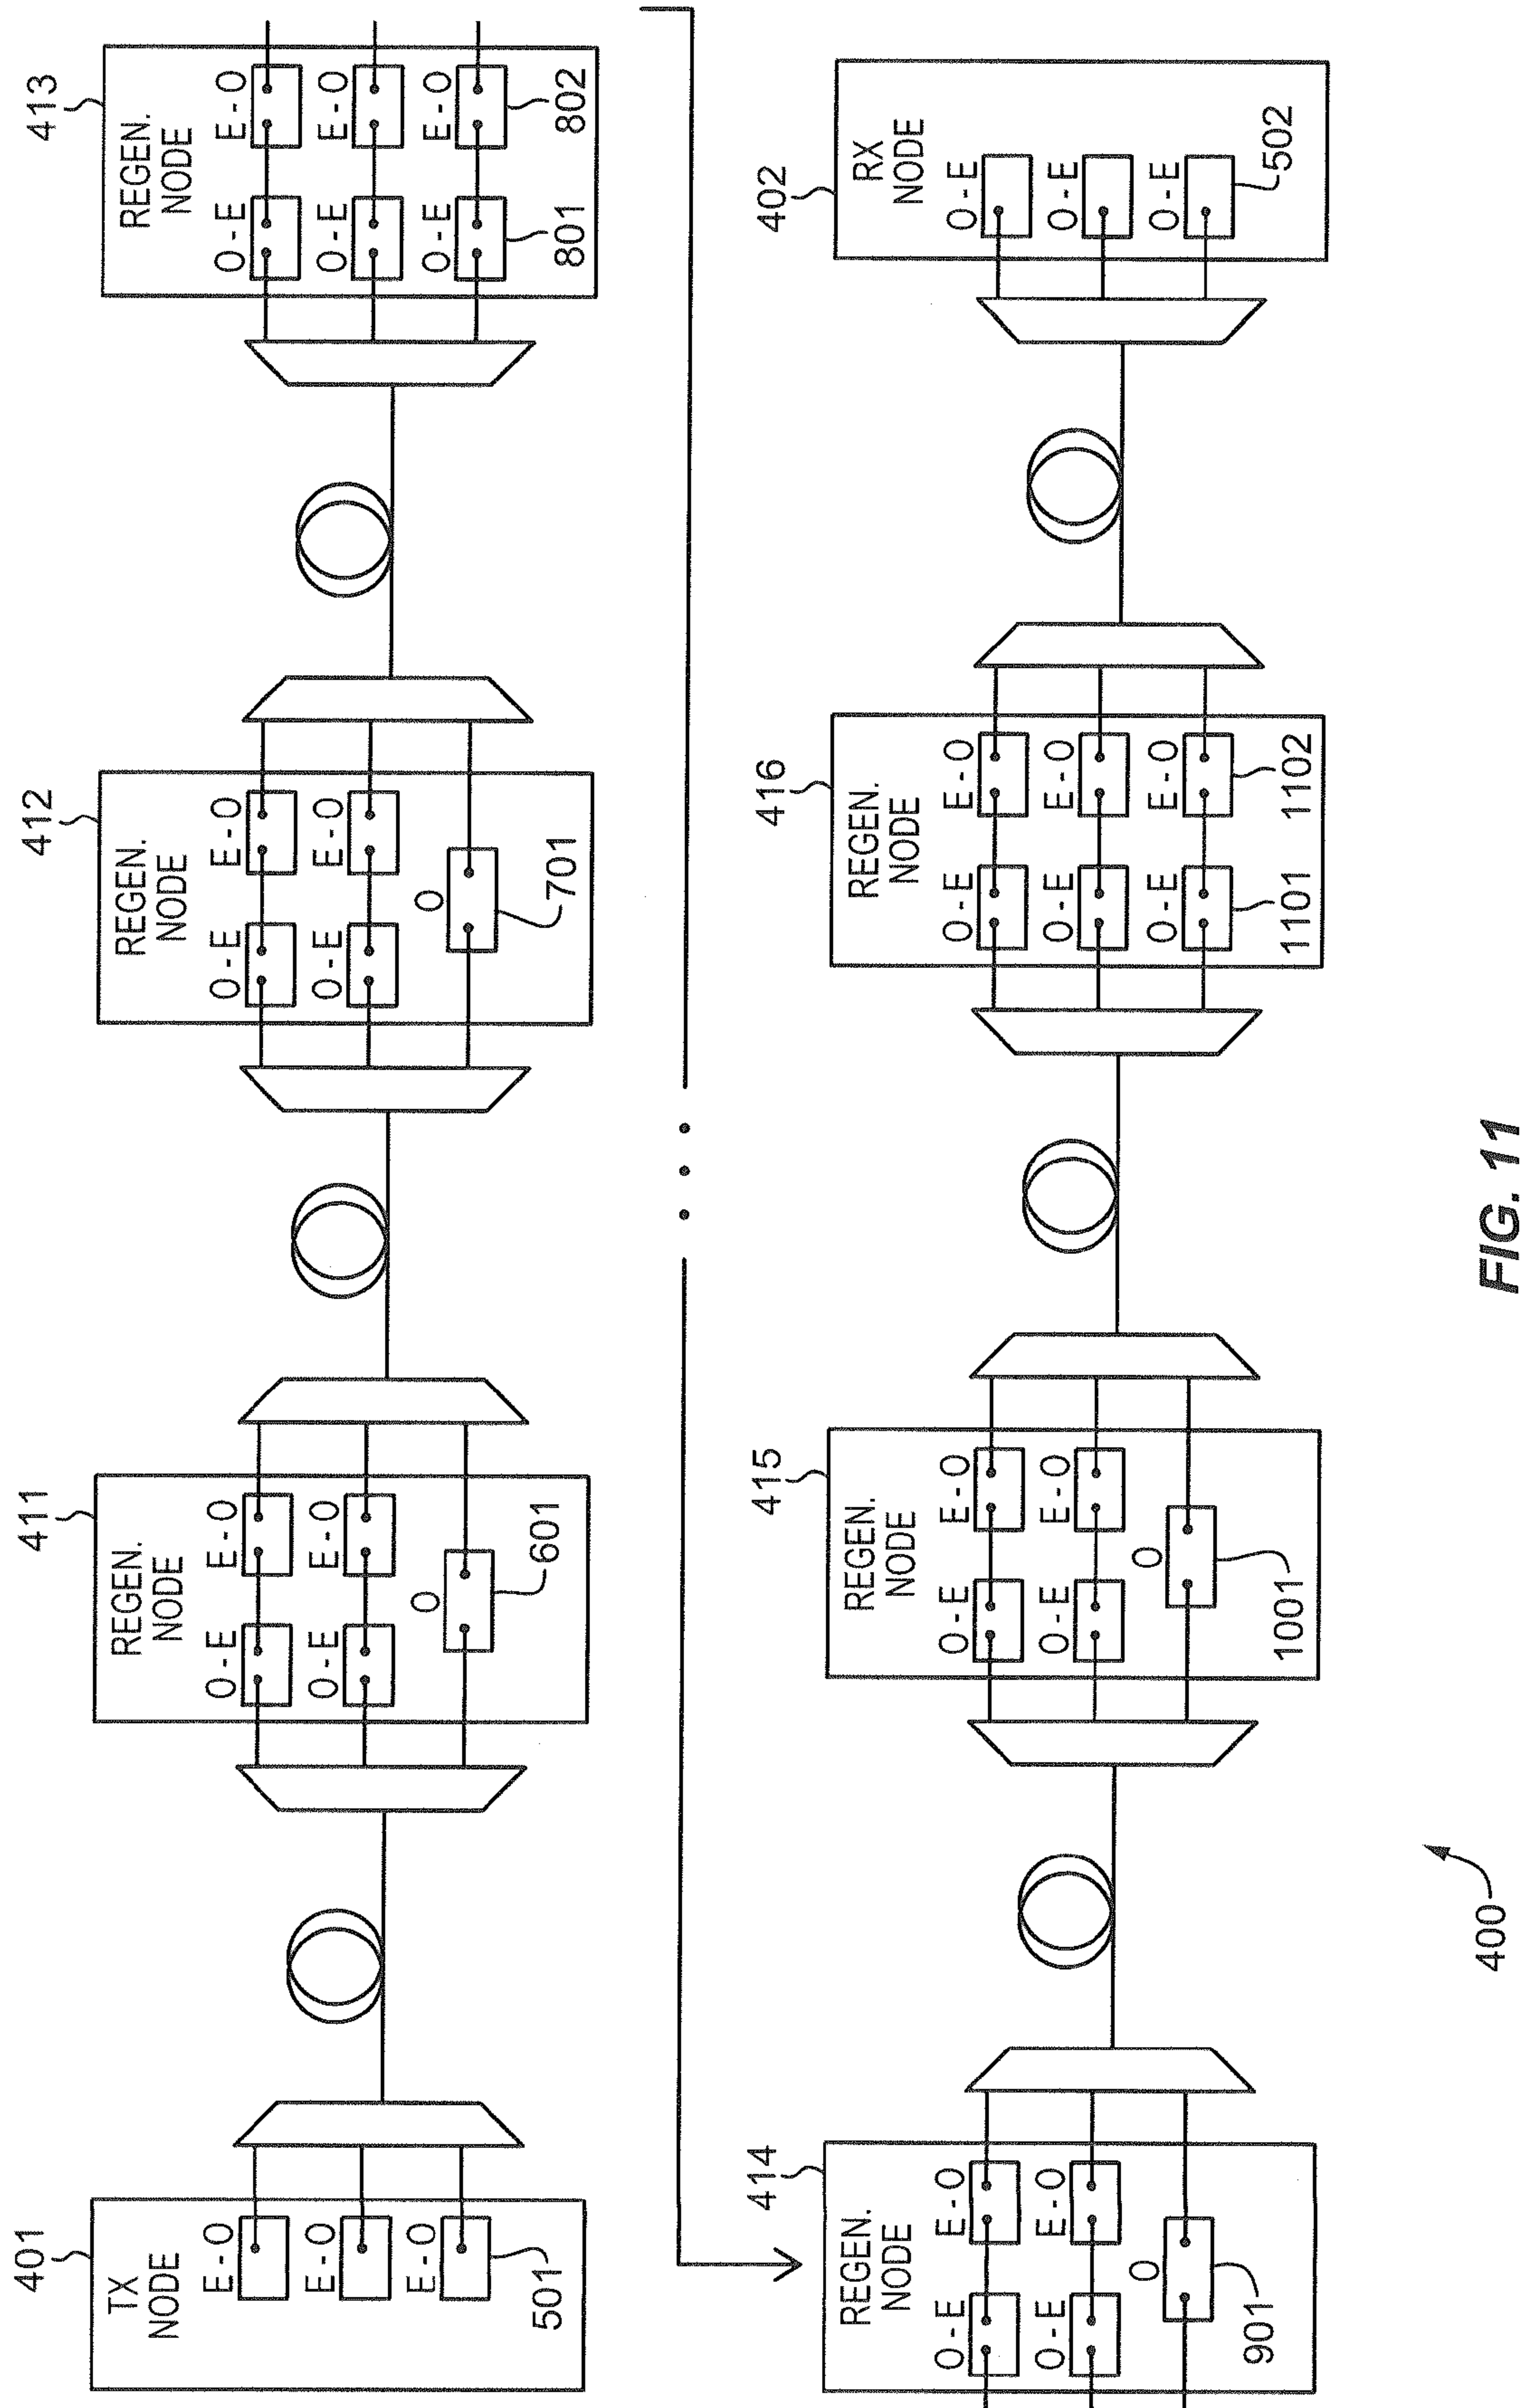 401
TX
NODE
E-O
E-O
E-O
501
411
REGEN.
NODE
O-E
E-O
O-E
E-O
O
601
412
REGEN.
NODE
O-E
E-O
O-E
E-O
O
701
413
REGEN.
NODE
O-E
E-O
O-E
E-O
O-E
E-O
801
802
414
REGEN.
NODE
O-E
E-O
O-E
E-O
O
901
415
REGEN.
NODE
O-E
E-O
O-E
E-O
O
1001
416
REGEN.
NODE
O-E
E-O
O-E
E-O
O-E
E-O
1101
1102
402
RX
NODE
O-E
O-E
O-E
502
400
FIG. 11